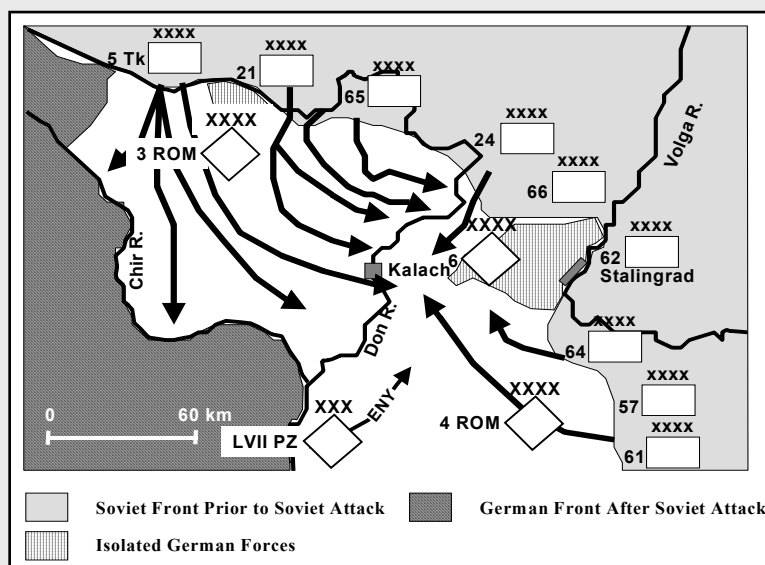 xxxx
5 Tk
xxxx
21
xxxx
65
xxxx
3 ROM
xxxx
24
xxxx
66
Volga R.
xxxx
6
xxxx
62
Stalingrad
Chir R.
Kalach
Don R.
xxxx
64
xxxx
57
xxxx
61
xxxx
4 ROM
xxx
LVII PZ
ENY
0 60 km
Soviet Front Prior to Soviet Attack
German Front After Soviet Attack
Isolated German Forces